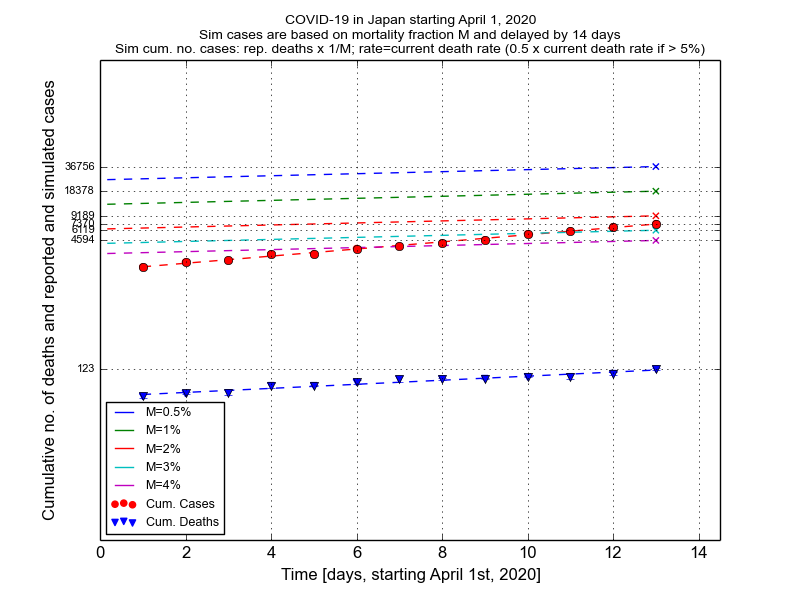 COVID-19 in Japan starting April 1, 2020
Sim cases are based on mortality fraction M and delayed by 14 days
Sim cum. no. cases: rep. deaths x 1/M; rate=current death rate (0.5 x current death rate if > 5%)
Cumulative no. of deaths and reported and simulated cases
36756
18378
9189
7370
6119
4594
123
M=0.5%
M=1%
M=2%
M=3%
M=4%
Cum. Cases
Cum. Deaths
0 2 4 6 8 10 12 14
Time [days, starting April 1st, 2020]